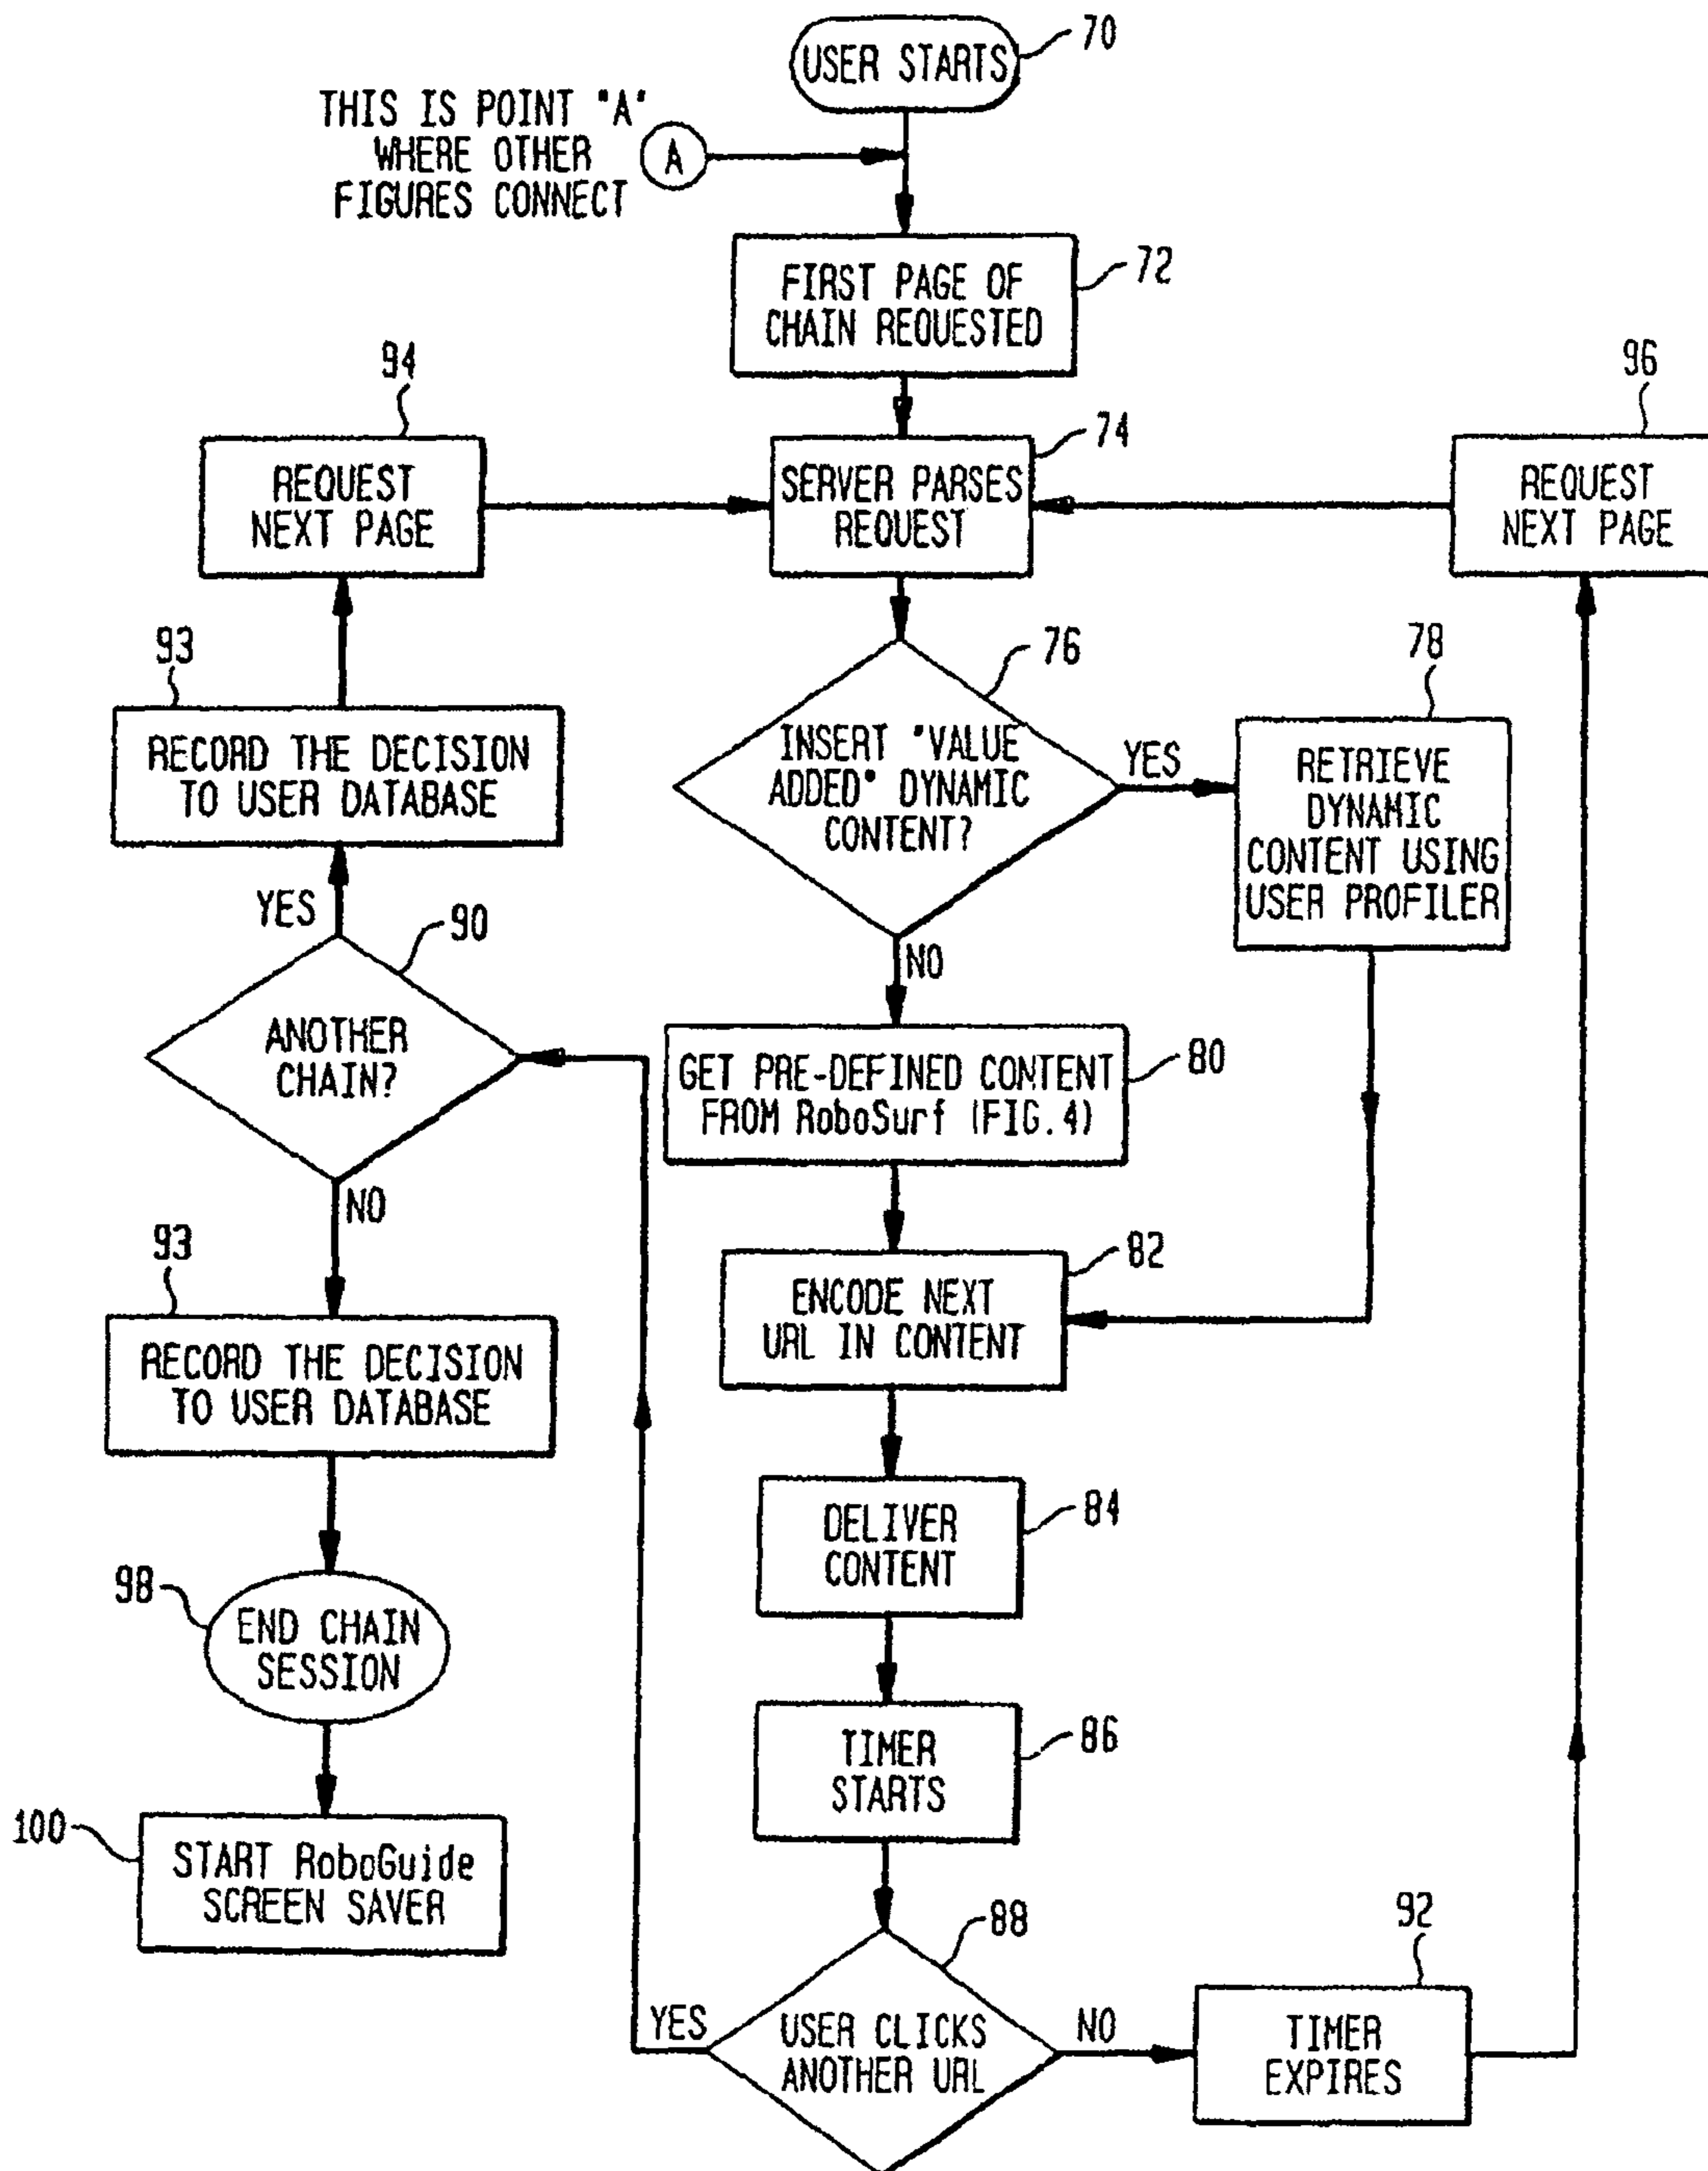 USER STARTS
70
THIS IS POINT "A"
WHERE OTHER
FIGURES CONNECT
A
FIRST PAGE OF
CHAIN REQUESTED
72
94
REQUEST
NEXT PAGE
SERVER PARSES
REQUEST
74
96
REQUEST
NEXT PAGE
93
RECORD THE DECISION
TO USER DATABASE
76
INSERT "VALUE
ADDED" DYNAMIC
CONTENT?
YES
78
RETRIEVE
DYNAMIC
CONTENT USING
USER PROFILER
YES
90
ANOTHER
CHAIN?
NO
NO
GET PRE-DEFINED CONTENT
FROM RoboSurf (FIG. 4)
80
93
RECORD THE DECISION
TO USER DATABASE
ENCODE NEXT
URL IN CONTENT
82
DELIVER
CONTENT
84
98
END CHAIN
SESSION
TIMER
STARTS
86
100
START RoboGuide
SCREEN SAVER
88
USER CLICKS
ANOTHER URL
YES
NO
92
TIMER
EXPIRES